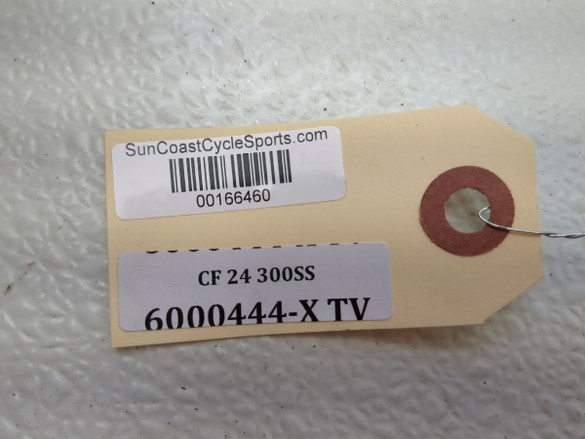 SunCoastCycleSports.com
00166460
CF 24 300SS
6000444-X TV